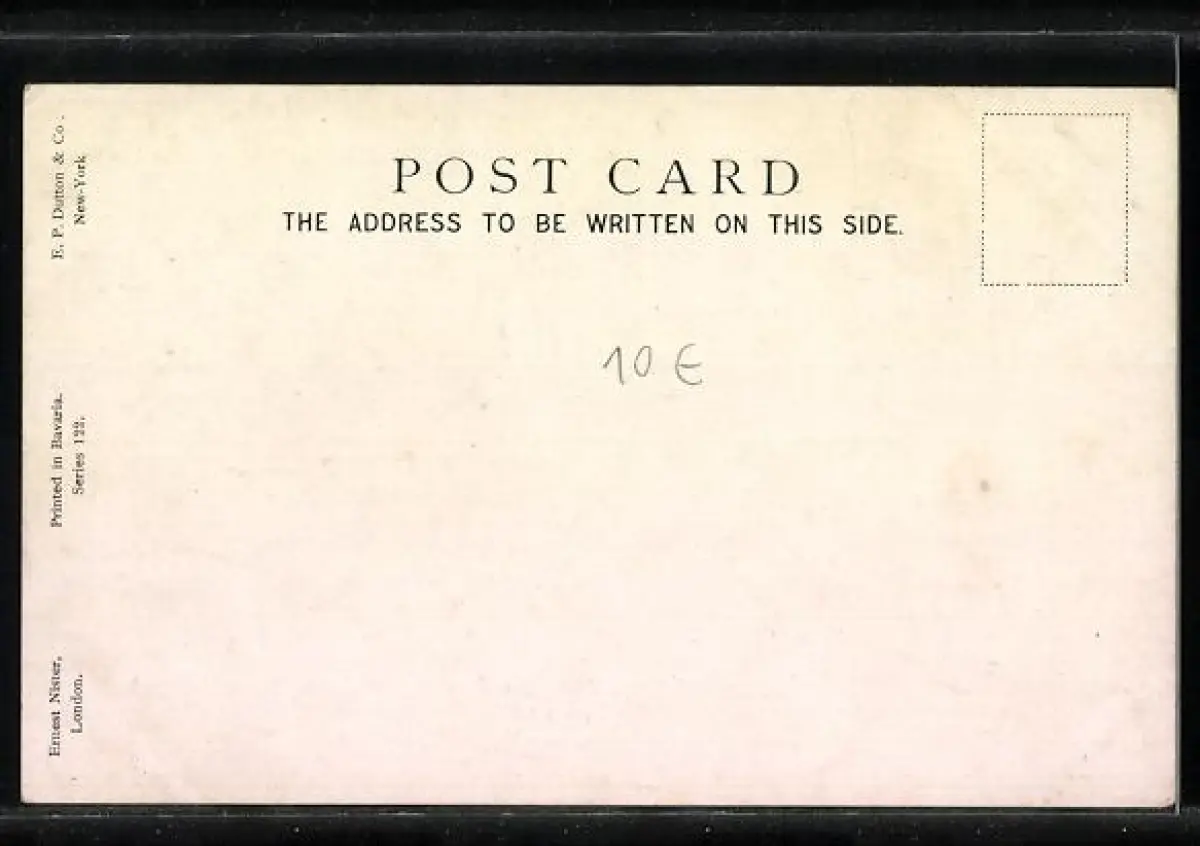 POST CARD
THE ADDRESS TO BE WRITTEN ON THIS SIDE.
10 €
E. P. Dutton & Co.
New-York
Printed in Bavaria.
Series 122.
Ernest Nister,
London.